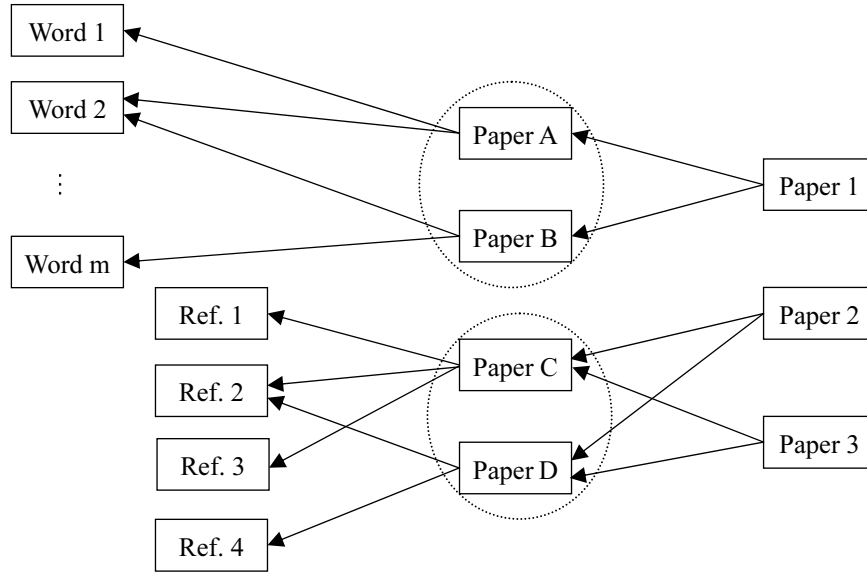 Word 1
Word 2
⋮
Word m
Paper A
Paper B
Paper 1
Ref. 1
Ref. 2
Ref. 3
Ref. 4
Paper C
Paper D
Paper 2
Paper 3